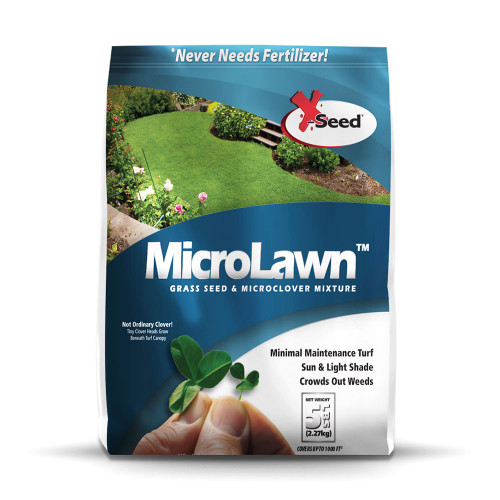 *Never Needs Fertilizer!
X-Seed®
MicroLawn™
GRASS SEED & MICROCLOVER MIXTURE
Not Ordinary Clover!
Tiny Clover Heads Grow
Beneath Turf Canopy
Minimal Maintenance Turf
Sun & Light Shade
Crowds Out Weeds
NET WEIGHT
5 LBS
(2.27kg)
COVERS UP TO 1000 FT²